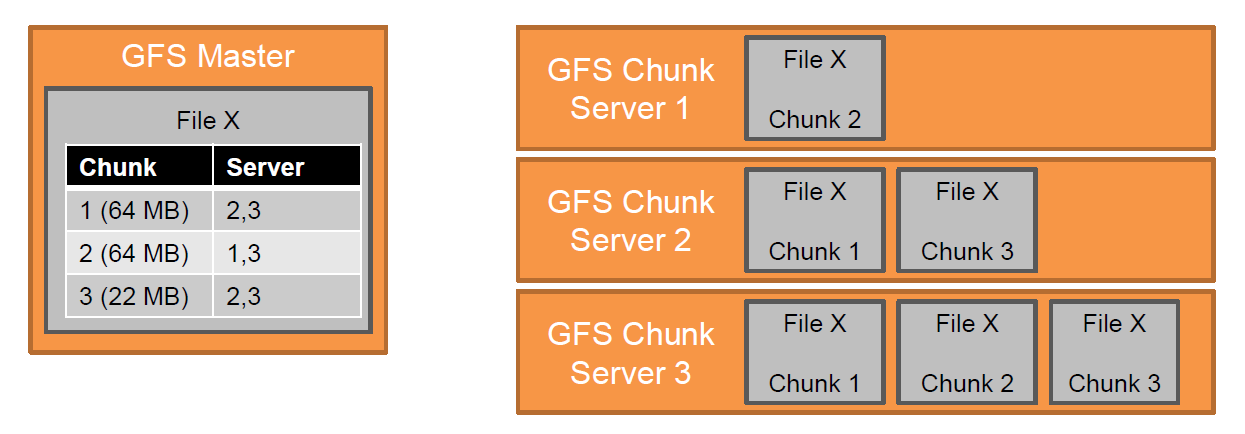 GFS Master
File X
Chunk Server
1 (64 MB) 2,3
2 (64 MB) 1,3
3 (22 MB) 2,3
GFS Chunk
Server 1
File X
Chunk 2
GFS Chunk
Server 2
File X
Chunk 1
File X
Chunk 3
GFS Chunk
Server 3
File X
Chunk 1
File X
Chunk 2
File X
Chunk 3